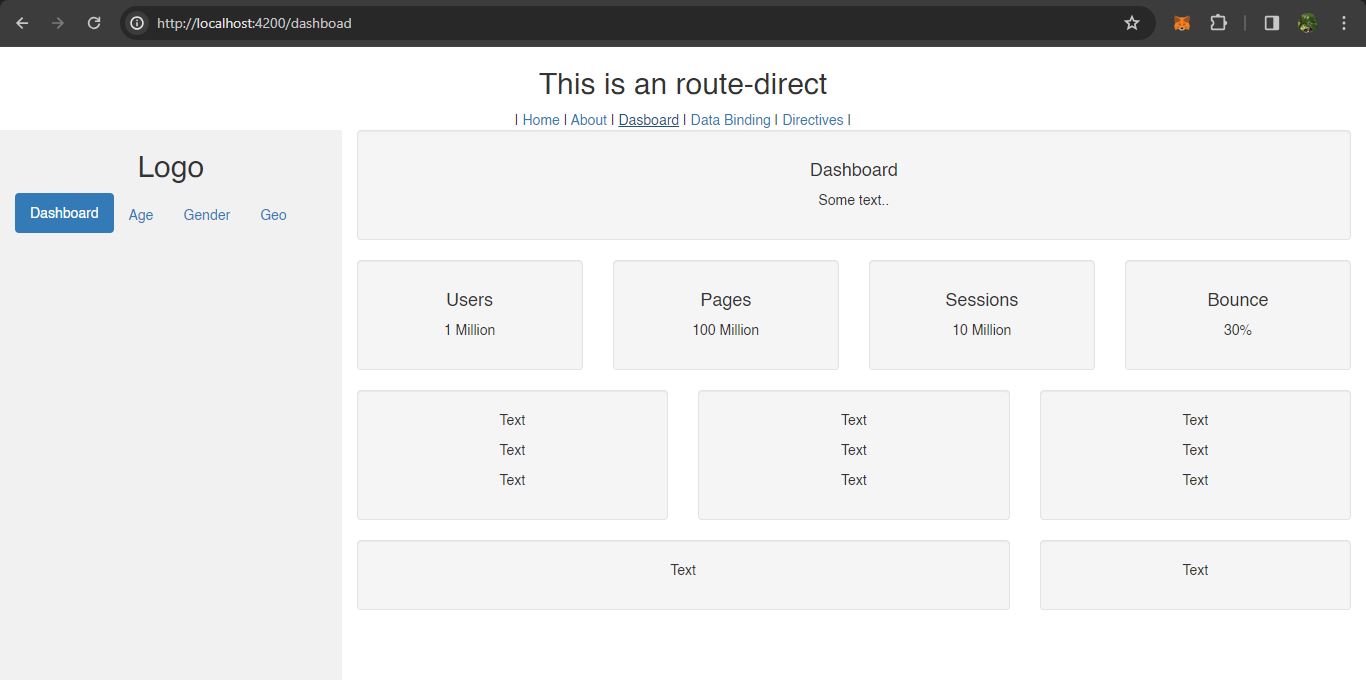 http://localhost:4200/dashboad
This is an route-direct
| Home | About | Dasboard | Data Binding | Directives |
Logo
Dashboard Age Gender Geo
Dashboard
Some text..
Users Pages Sessions Bounce
1 Million 100 Million 10 Million 30%
Text Text Text
Text Text Text
Text Text Text
Text Text